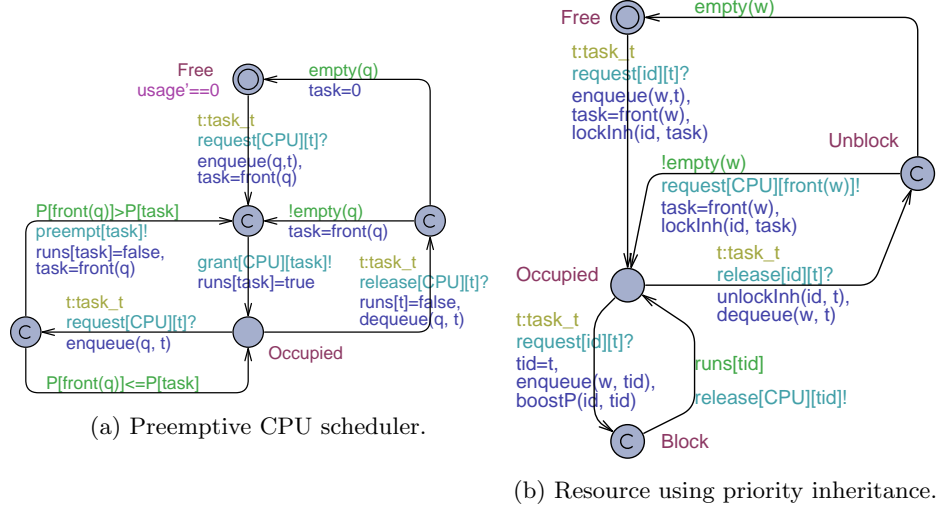 Free
usage'==0
empty(q)
task=0
t:task_t
request[CPU][t]?
enqueue(q,t),
task=front(q)
P[front(q)]>P[task]
preempt[task]!
runs[task]=false,
task=front(q)
C
!empty(q)
task=front(q)
C
grant[CPU][task]!
runs[task]=true
t:task_t
release[CPU][t]?
runs[t]=false,
dequeue(q, t)
t:task_t
request[CPU][t]?
enqueue(q, t)
C
Occupied
P[front(q)]<=P[task]
(a) Preemptive CPU scheduler.
Free
empty(w)
t:task_t
request[id][t]?
enqueue(w,t),
task=front(w),
lockInh(id, task)
Unblock
C
!empty(w)
request[CPU][front(w)]!
task=front(w),
lockInh(id, task)
Occupied
t:task_t
release[id][t]?
unlockInh(id, t),
dequeue(w, t)
t:task_t
request[id][t]?
tid=t,
enqueue(w, tid),
boostP(id, tid)
runs[tid]
release[CPU][tid]!
C
Block
(b) Resource using priority inheritance.